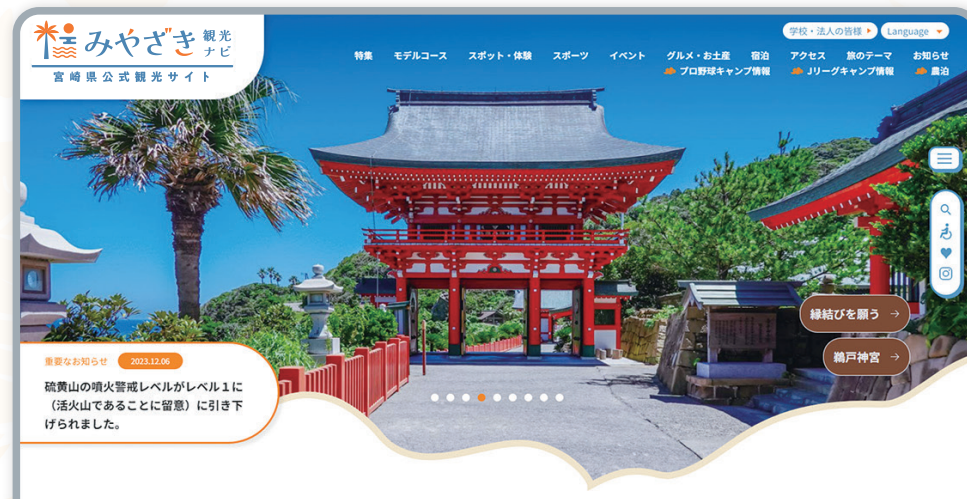 みやざき 観光ナビ
宮崎県公式観光サイト
学校・法人の皆様
Language
特集 モデルコース スポット・体験 スポーツ イベント グルメ・お土産 宿泊 アクセス 旅のテーマ お知らせ
プロ野球キャンプ情報 Jリーグキャンプ情報 農泊
縁結びを願う →
鵜戸神宮 →
重要なお知らせ 2023.12.06
硫黄山の噴火警戒レベルがレベル１に
（活火山であることに留意）に引き下
げられました。